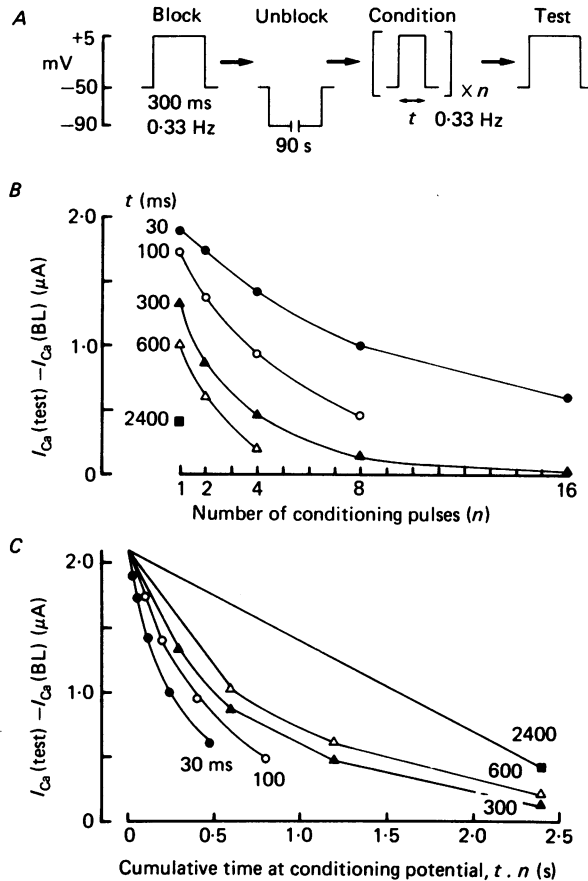 A
Block Unblock Condition Test
+5
mV
−50
−90
300 ms
0·33 Hz
90 s
t
× n
0·33 Hz
B
t (ms)
2·0
1·0
0
I_Ca (test) − I_Ca (BL) (μA)
30
100
300
600
2400
1 2 4 8 16
Number of conditioning pulses (n)
C
2·0
1·0
0
I_Ca (test) − I_Ca (BL) (μA)
2400
600
300
30 ms
100
0 0·5 1·0 1·5 2·0 2·5
Cumulative time at conditioning potential, t . n (s)